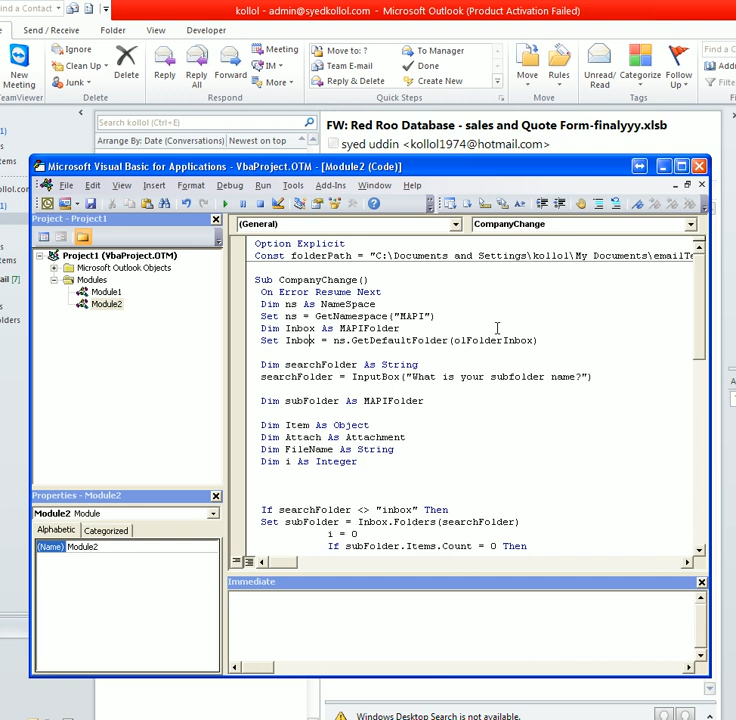 ind a Contact
kollol - admin@syedkollol.com - Microsoft Outlook (Product Activation Failed)
e
Send / Receive
Folder
View
Developer
New
Meeting
TeamViewer
Ignore
Clean Up
Junk
Delete
Delete
Reply
Reply
All
Forward
Meeting
IM
More
Respond
Move to: ?
Team E-mail
Reply & Delete
To Manager
Done
Create New
Quick Steps
Move
Rules
Move
Unread/
Read
Categorize
Follow
Up
Tags
Find a C
Addr
Filte
Search kollol (Ctrl+E)
Arrange By: Date (Conversations)
Newest on top
FW: Red Roo Database - sales and Quote Form-finalyyy.xlsb
syed uddin <kollol1974@hotmail.com>
Microsoft Visual Basic for Applications - VbaProject.OTM - [Module2 (Code)]
File Edit View Insert Format Debug Run Tools Add-Ins Window Help
Project - Project1
Project1 (VbaProject.OTM)
Microsoft Outlook Objects
Modules
Module1
Module2
(General)
CompanyChange
Option Explicit
Const folderPath = "C:\Documents and Settings\kollol\My Documents\emailTe
Sub CompanyChange()
On Error Resume Next
Dim ns As NameSpace
Set ns = GetNamespace("MAPI")
Dim Inbox As MAPIFolder
Set Inbox = ns.GetDefaultFolder(olFolderInbox)
Dim searchFolder As String
searchFolder = InputBox("What is your subfolder name?")
Dim subFolder As MAPIFolder
Dim Item As Object
Dim Attach As Attachment
Dim FileName As String
Dim i As Integer
If searchFolder <> "inbox" Then
Set subFolder = Inbox.Folders(searchFolder)
i = 0
If subFolder.Items.Count = 0 Then
Properties - Module2
Module2 Module
Alphabetic
Categorized
(Name) Module2
Immediate
Windows Desktop Search is not available.